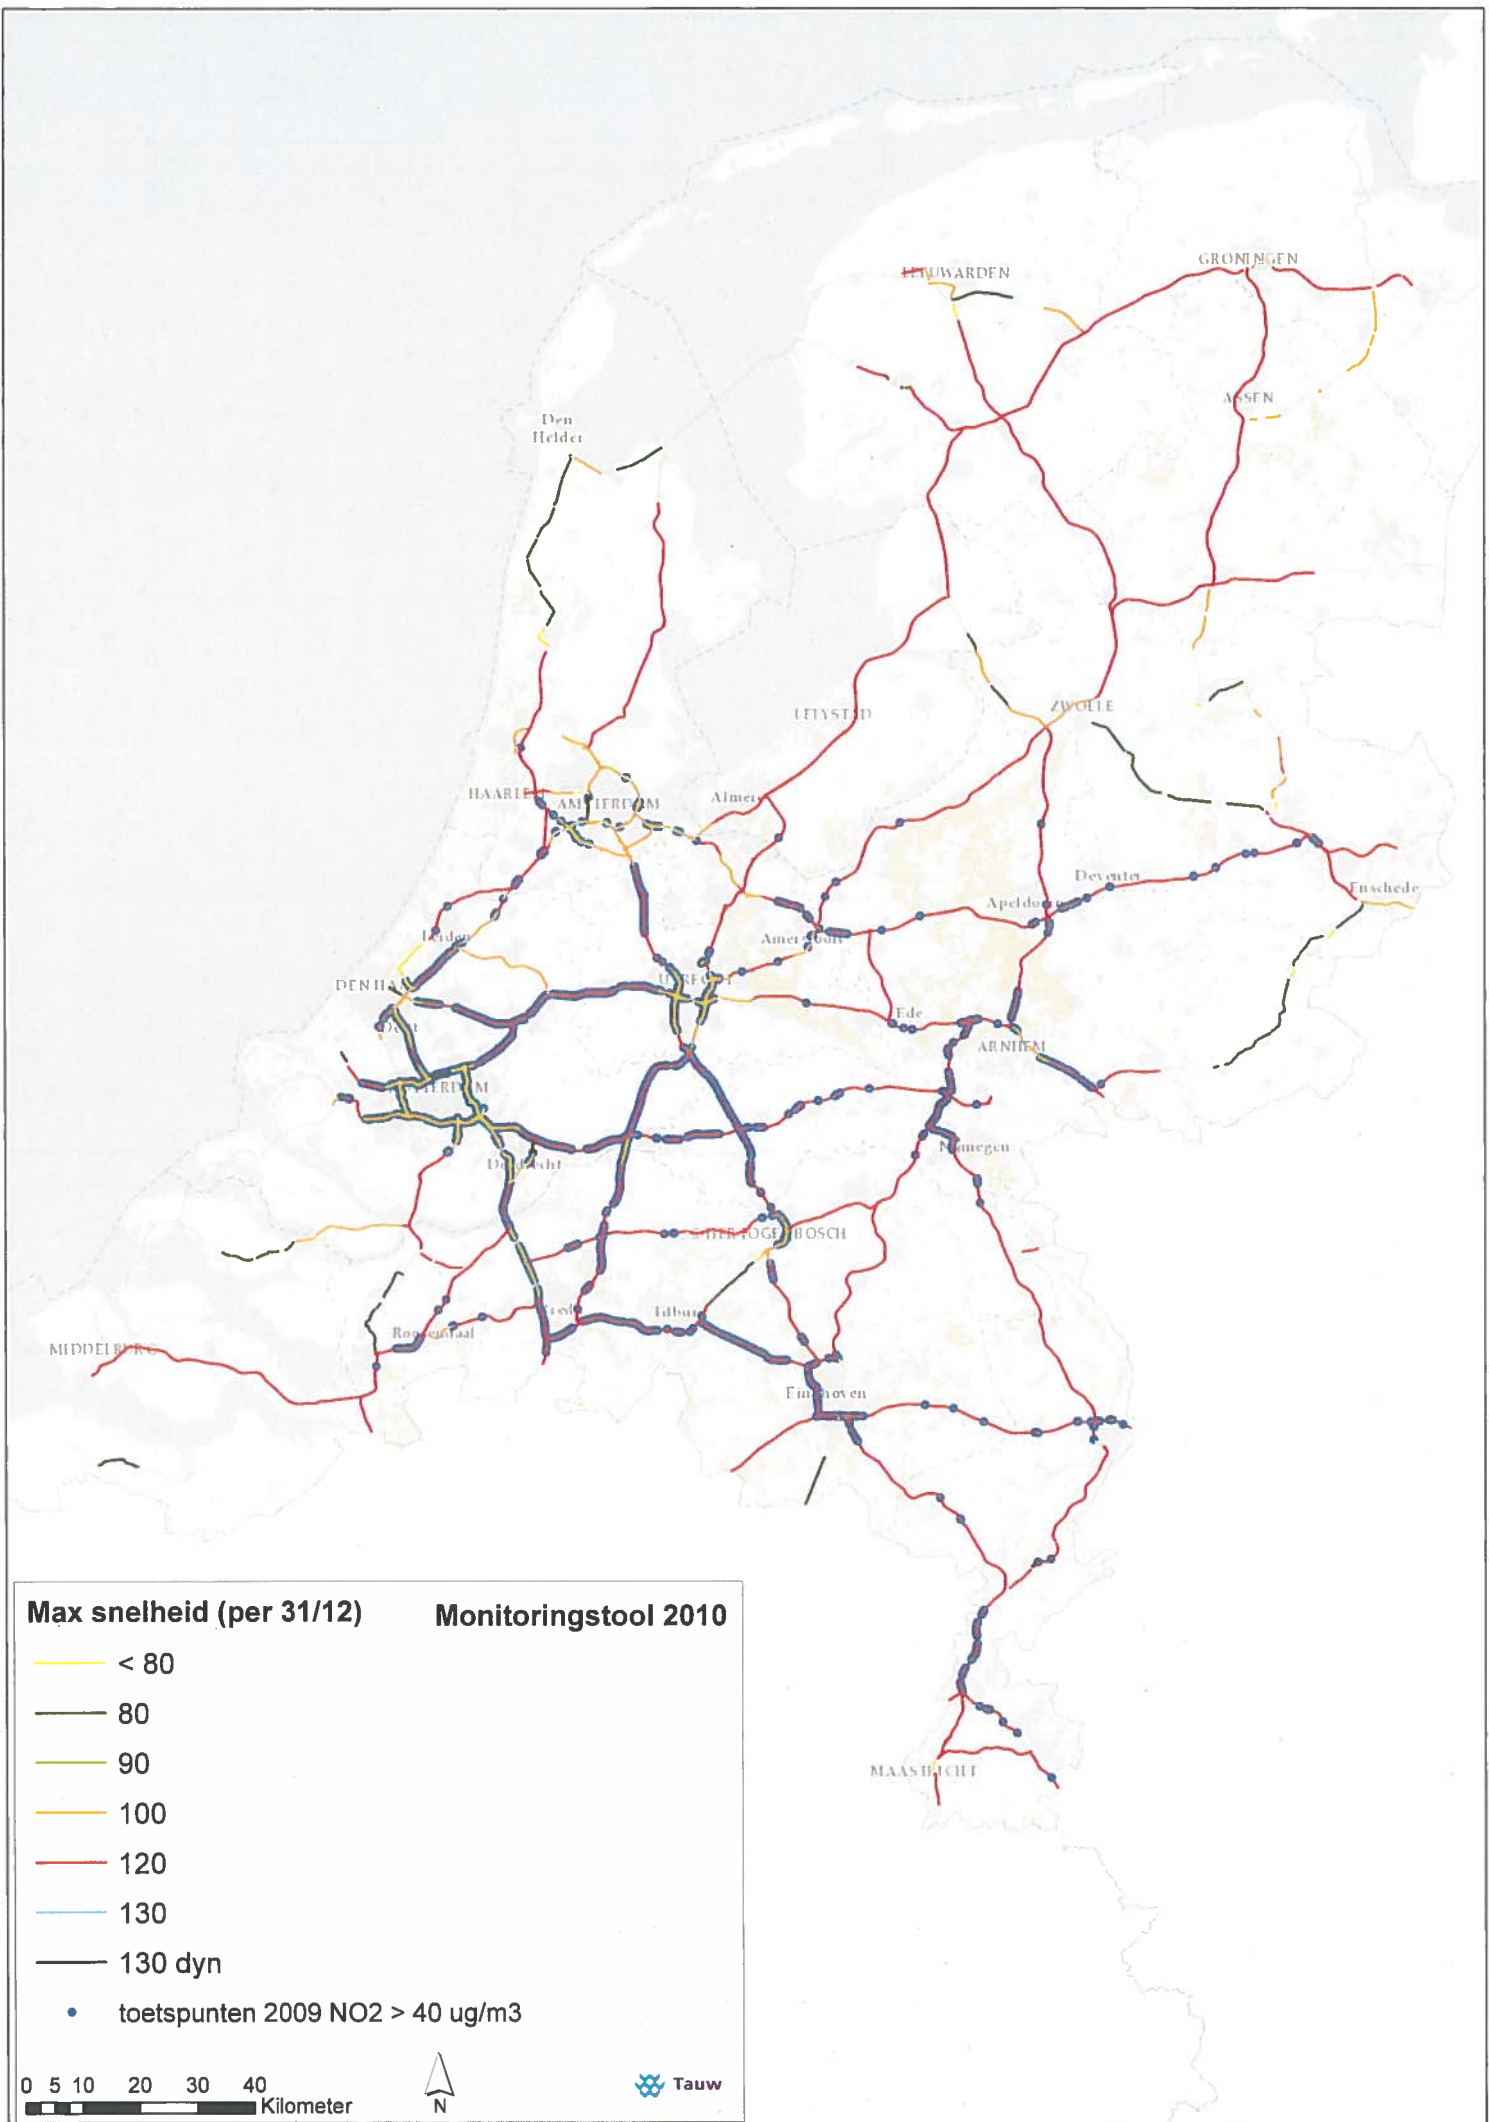 LEEUWARDEN
GRONINGEN
ASSEN
Den
Helder
ZWOLLE
LELYSTAD
HAARLEM
AMSTERDAM
Almere
Deventer
Enschede
Apeldoorn
Leiden
Amersfoort
DEN HAAG
UTRECHT
Ede
Delft
ARNHEM
ROTTERDAM
Nijmegen
Dordrecht
'S-HERTOGENBOSCH
Breda
Tilburg
Roosendaal
MIDDELBURG
Eindhoven
MAASTRICHT
Max snelheid (per 31/12) Monitoringstool 2010
< 80
80
90
100
120
130
130 dyn
toetspunten 2009 NO2 > 40 ug/m3
0 5 10 20 30 40
Kilometer
N
Tauw